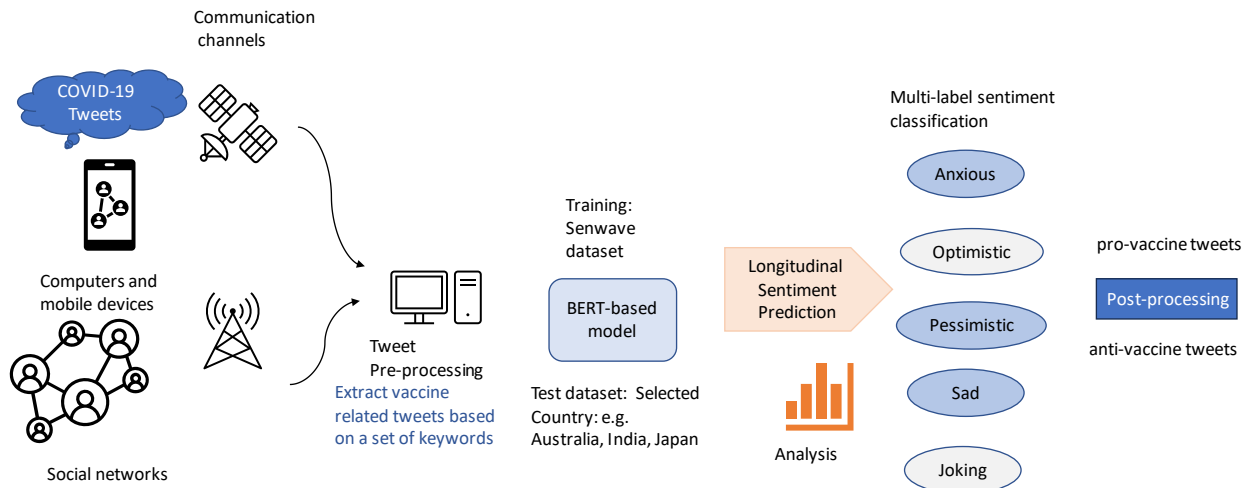 Communication
channels
COVID-19
Tweets
Computers and
mobile devices
Social networks
Tweet
Pre-processing
Extract vaccine
related tweets based
on a set of keywords
Training:
Senwave
dataset
BERT-based
model
Test dataset: Selected
Country: e.g.
Australia, India, Japan
Longitudinal
Sentiment
Prediction
Analysis
Multi-label sentiment
classification
Anxious
Optimistic
Pessimistic
Sad
Joking
pro-vaccine tweets
Post-processing
anti-vaccine tweets